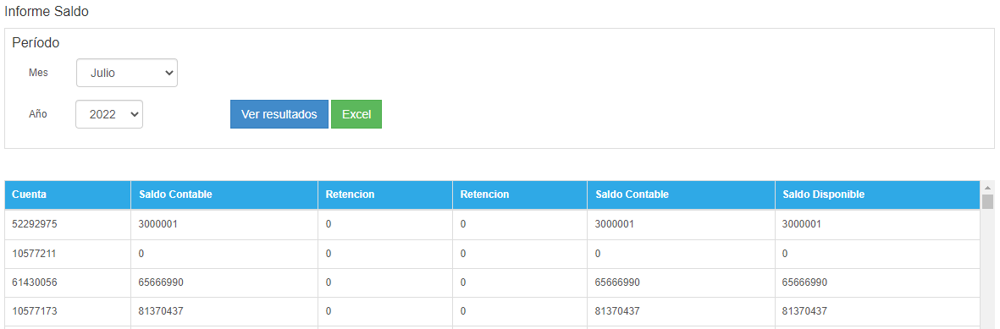 Informe Saldo
Período
Mes Julio
Año 2022 Ver resultados Excel
Cuenta Saldo Contable Retencion Retencion Saldo Contable Saldo Disponible
52292975 3000001 0 0 3000001 3000001
10577211 0 0 0 0 0
61430056 65666990 0 0 65666990 65666990
10577173 81370437 0 0 81370437 81370437